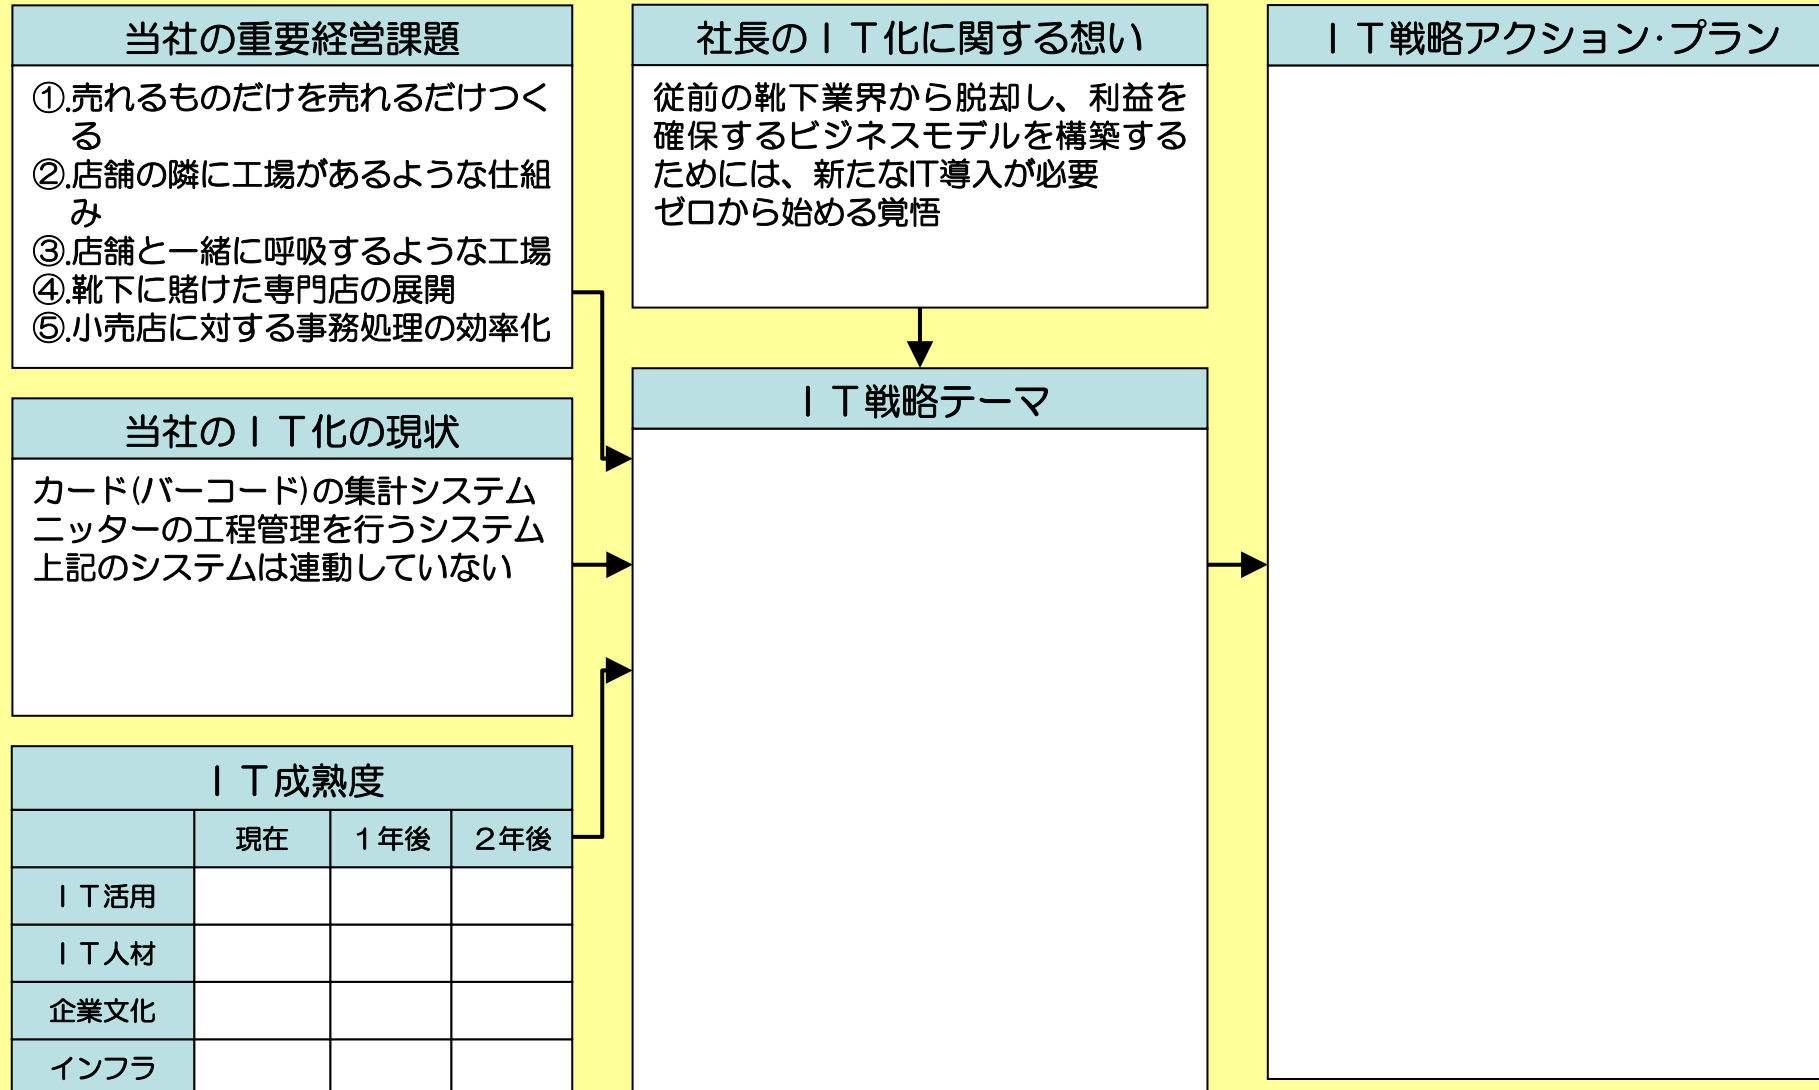 当社の重要経営課題
①.売れるものだけを売れるだけつく
る
②.店舗の隣に工場があるような仕組
み
③.店舗と一緒に呼吸するような工場
④.靴下に賭けた専門店の展開
⑤.小売店に対する事務処理の効率化
当社のＩＴ化の現状
カード(バーコード)の集計システム
ニッターの工程管理を行うシステム
上記のシステムは連動していない
ＩＴ成熟度
現在 １年後 ２年後
ＩＴ活用
ＩＴ人材
企業文化
インフラ
社長のＩＴ化に関する想い
従前の靴下業界から脱却し、利益を
確保するビジネスモデルを構築する
ためには、新たなIT導入が必要
ゼロから始める覚悟
ＩＴ戦略テーマ
ＩＴ戦略アクション･プラン